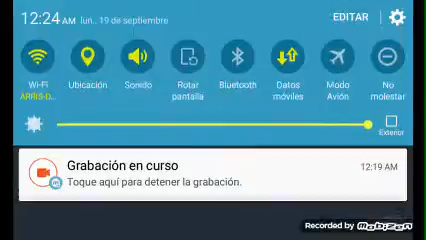 12:24 AM lun., 19 de septiembre EDITAR
Wi-Fi Ubicación Sonido Rotar Bluetooth Datos Modo No
ARRIS-D... pantalla móviles Avión molestar
Exterior
Grabación en curso 12:19 AM
Toque aquí para detener la grabación.
Recorded by Mobizen